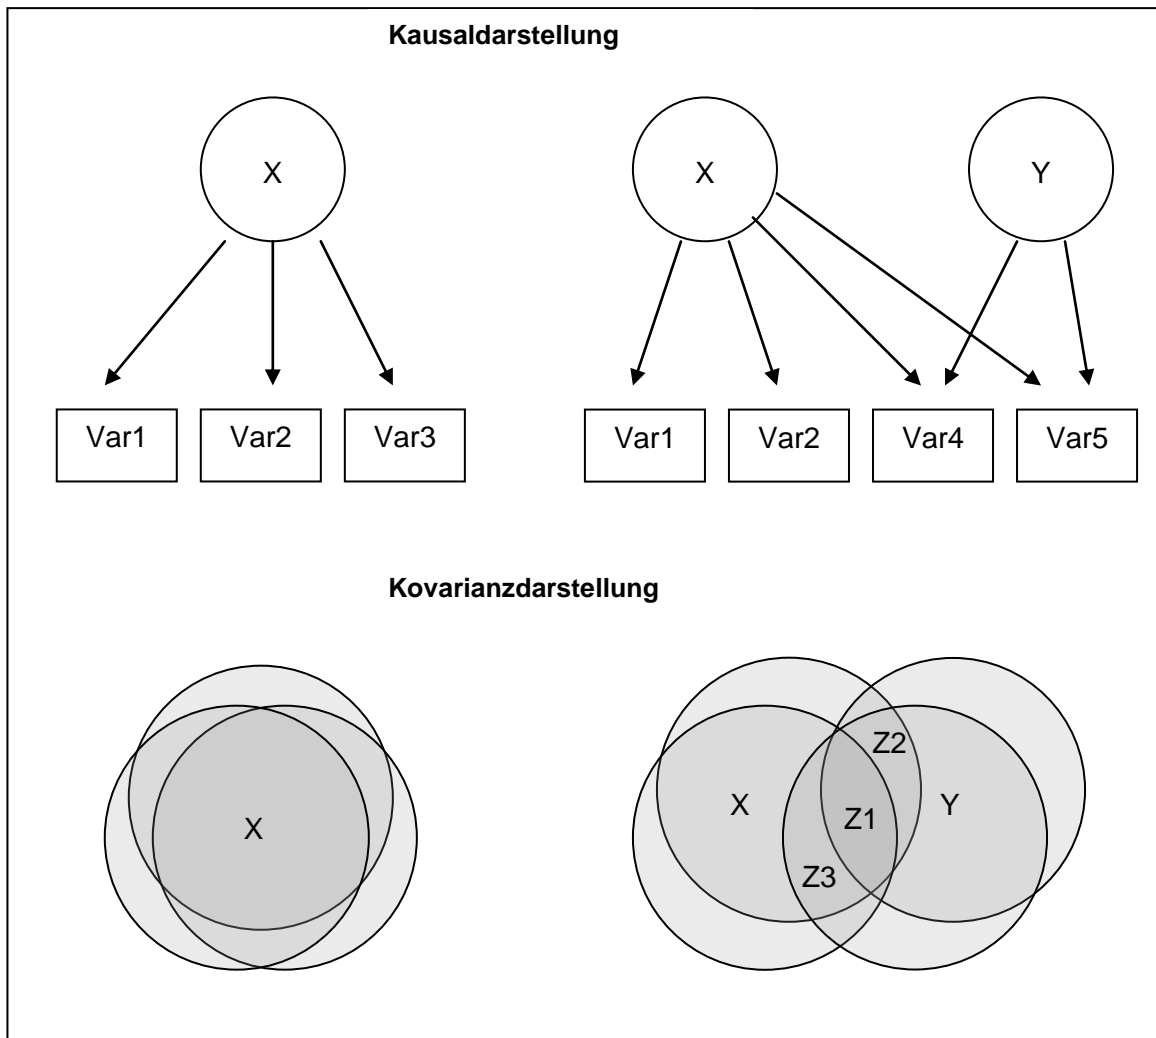 Kausaldarstellung
X X Y
Var1 Var2 Var3 Var1 Var2 Var4 Var5
Kovarianzdarstellung
Z2
X Z1 Y
X
Z3